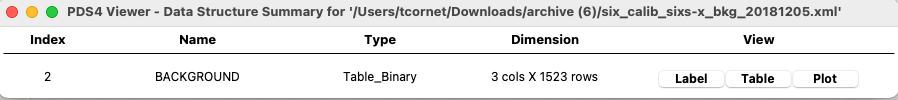 PDS4 Viewer - Data Structure Summary for '/Users/tcornet/Downloads/archive (6)/six_calib_sixs-x_bkg_20181205.xml'
Index Name Type Dimension View
2 BACKGROUND Table_Binary 3 cols X 1523 rows Label Table Plot